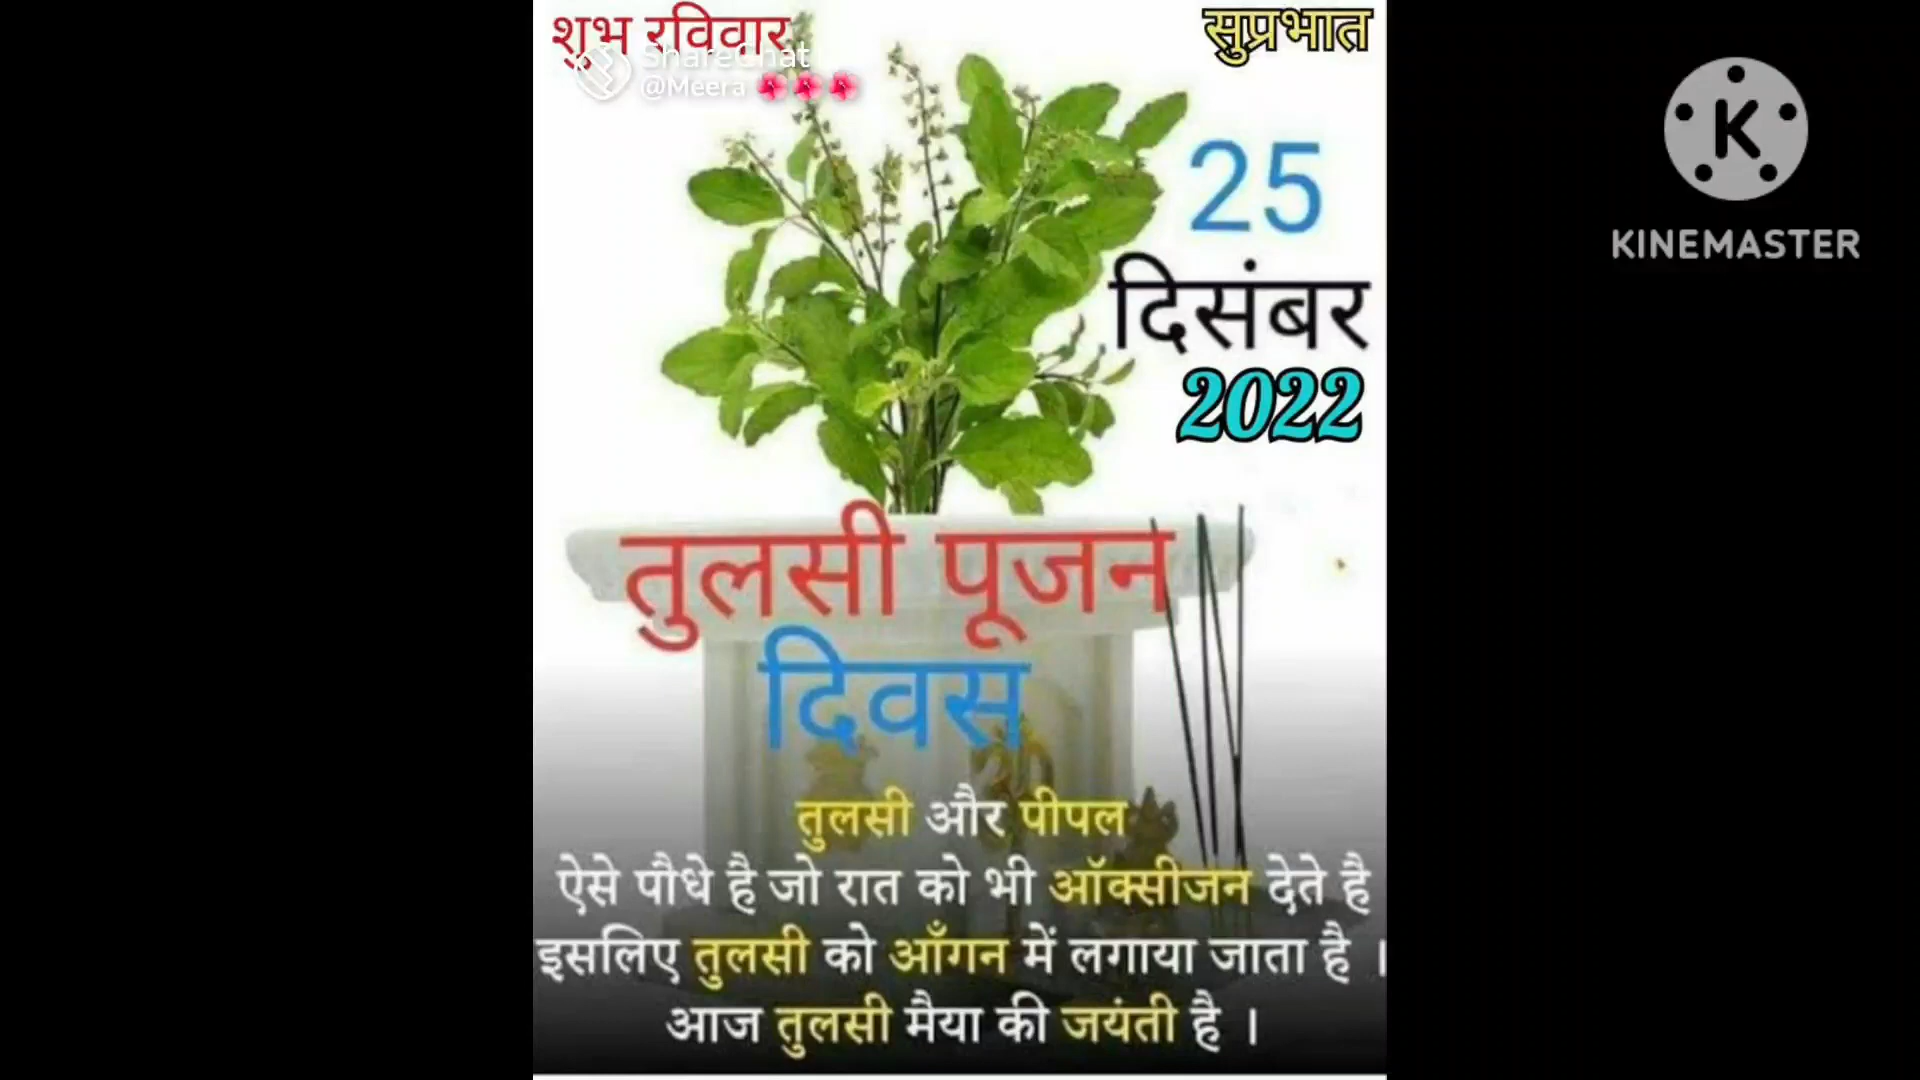 शुभ रविवार
सुप्रभात
ShareChat
@Meera
25
दिसंबर
2022
K
KINEMASTER
तुलसी पूजन
दिवस
तुलसी और पीपल
ऐसे पौधे है जो रात को भी ऑक्सीजन देते है
इसलिए तुलसी को आँगन में लगाया जाता है ।
आज तुलसी मैया की जयंती है ।